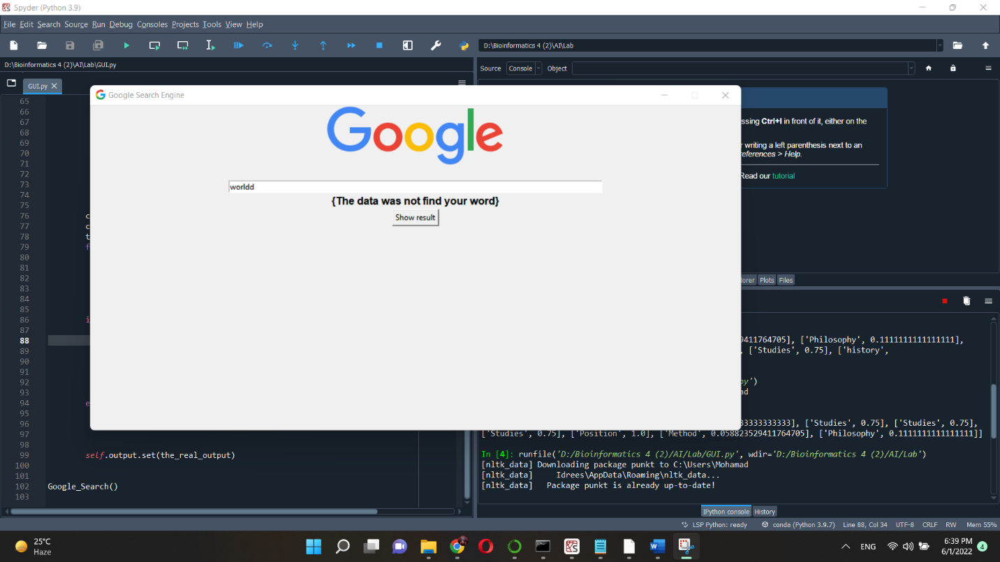 Spyder (Python 3.9)
File Edit Search Source Run Debug Consoles Projects Tools View Help
D:\Bioinformatics 4 (2)\AI\Lab
D:\Bioinformatics 4 (2)\AI\Lab\GUI.py
Source Console Object
GUI.py
Google Search Engine
Google
worldd
{The data was not find your word}
Show result
ssing Ctrl+I in front of it, either on the
r writing a left parenthesis next to an
references > Help.
Read our tutorial
orer Plots Files
65
66
67
68
69
70
71
72
73
74
75
76 c
77 c
78 t
79 f
80
81
82
83
84
85
86 i
87
88
89
90
91
92
93
94 e
95
96
97
98
99 self.output.set(the_real_output)
100
101
102 Google_Search()
103
9411764705], ['Philosophy', 0.1111111111111111],
, ['Studies', 0.75], ['history',
py')
ad
3333333333], ['Studies', 0.75], ['Studies', 0.75],
['Studies', 0.75], ['Position', 1.0], ['Method', 0.058823529411764705], ['Philosophy', 0.1111111111111111]]
In [4]: runfile('D:/Bioinformatics 4 (2)/AI/Lab/GUI.py', wdir='D:/Bioinformatics 4 (2)/AI/Lab')
[nltk_data] Downloading package punkt to C:\Users\Mohamad
[nltk_data] Idrees\AppData\Roaming\nltk_data...
[nltk_data] Package punkt is already up-to-date!
IPython console History
LSP Python: ready conda (Python 3.9.7) Line 88, Col 34 UTF-8 CRLF RW Mem 55%
25°C
Haze
ENG
6:39 PM
6/1/2022
4